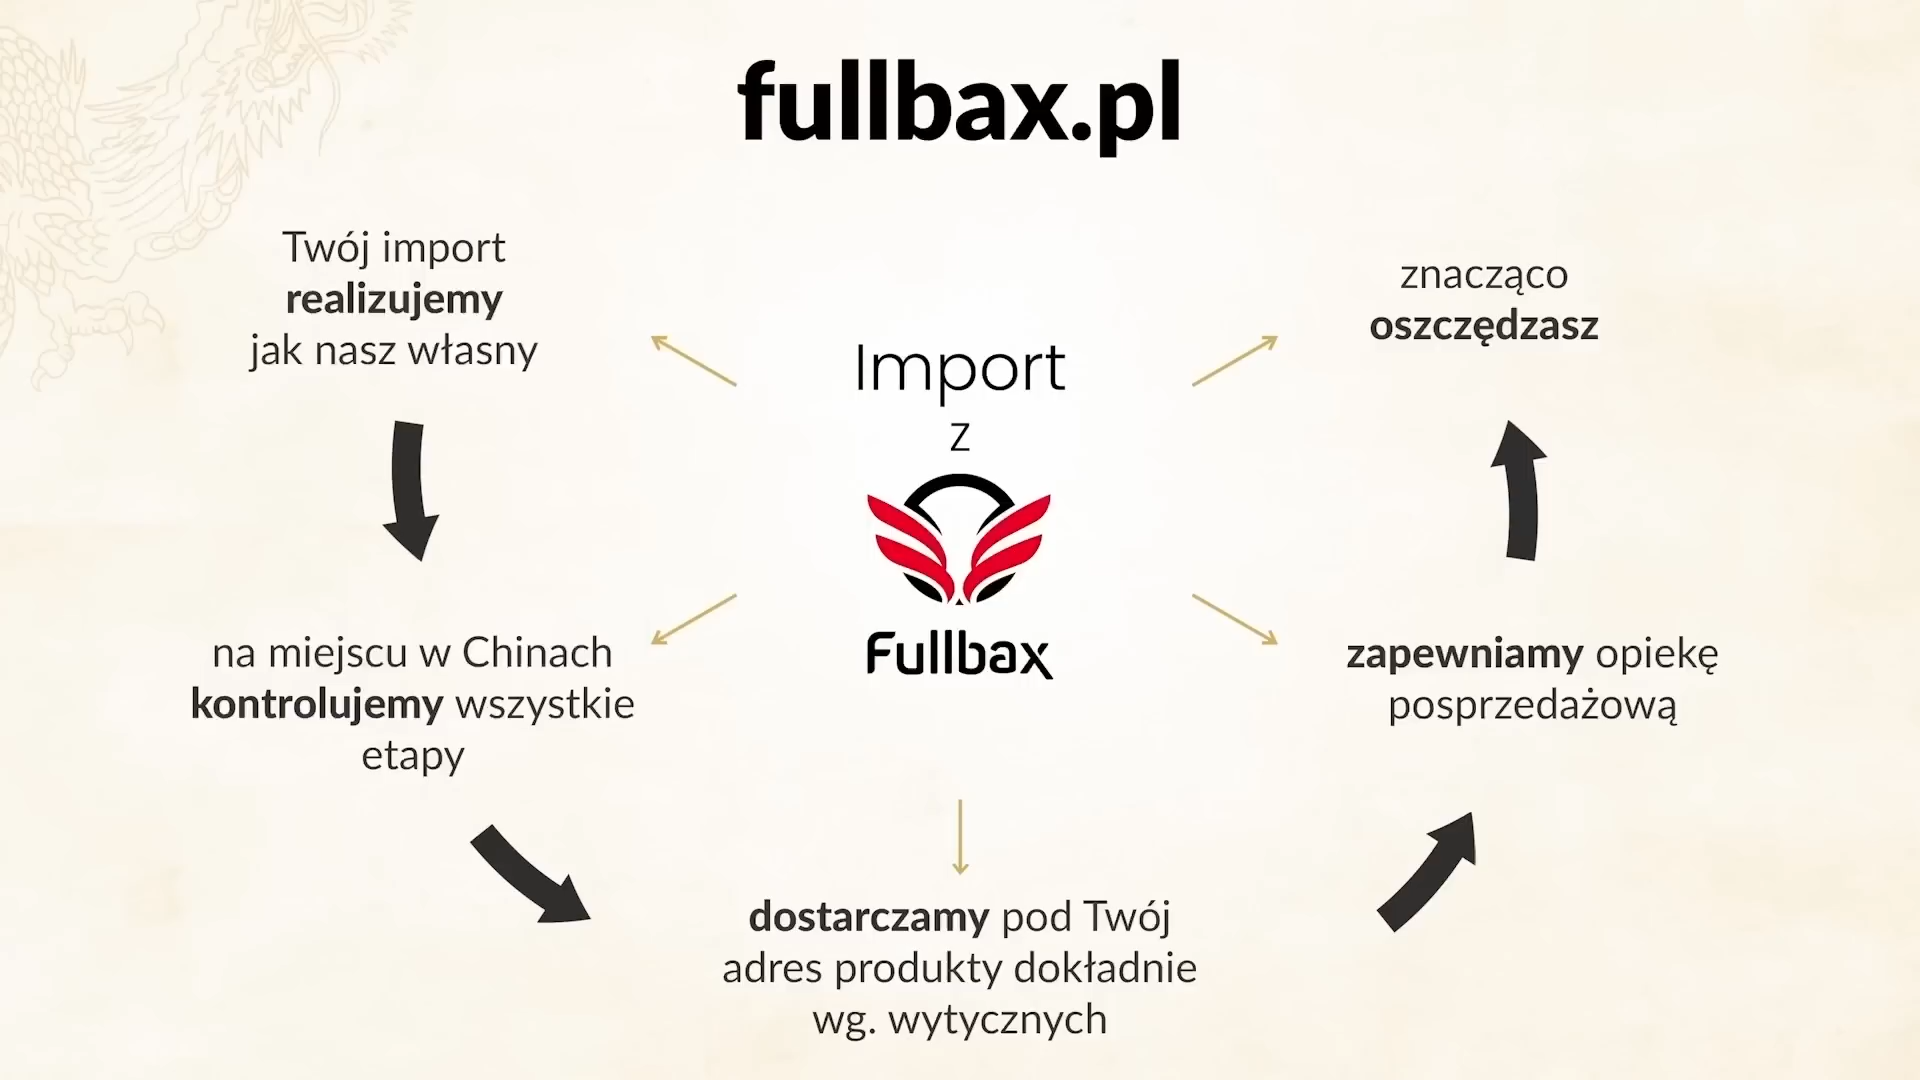 fullbax.pl
Twój import
realizujemy
jak nasz własny
na miejscu w Chinach
kontrolujemy wszystkie
etapy
dostarczamy pod Twój
adres produkty dokładnie
wg. wytycznych
zapewniamy opiekę
posprzedażową
znacząco
oszczędzasz
Import
z
Fullbax